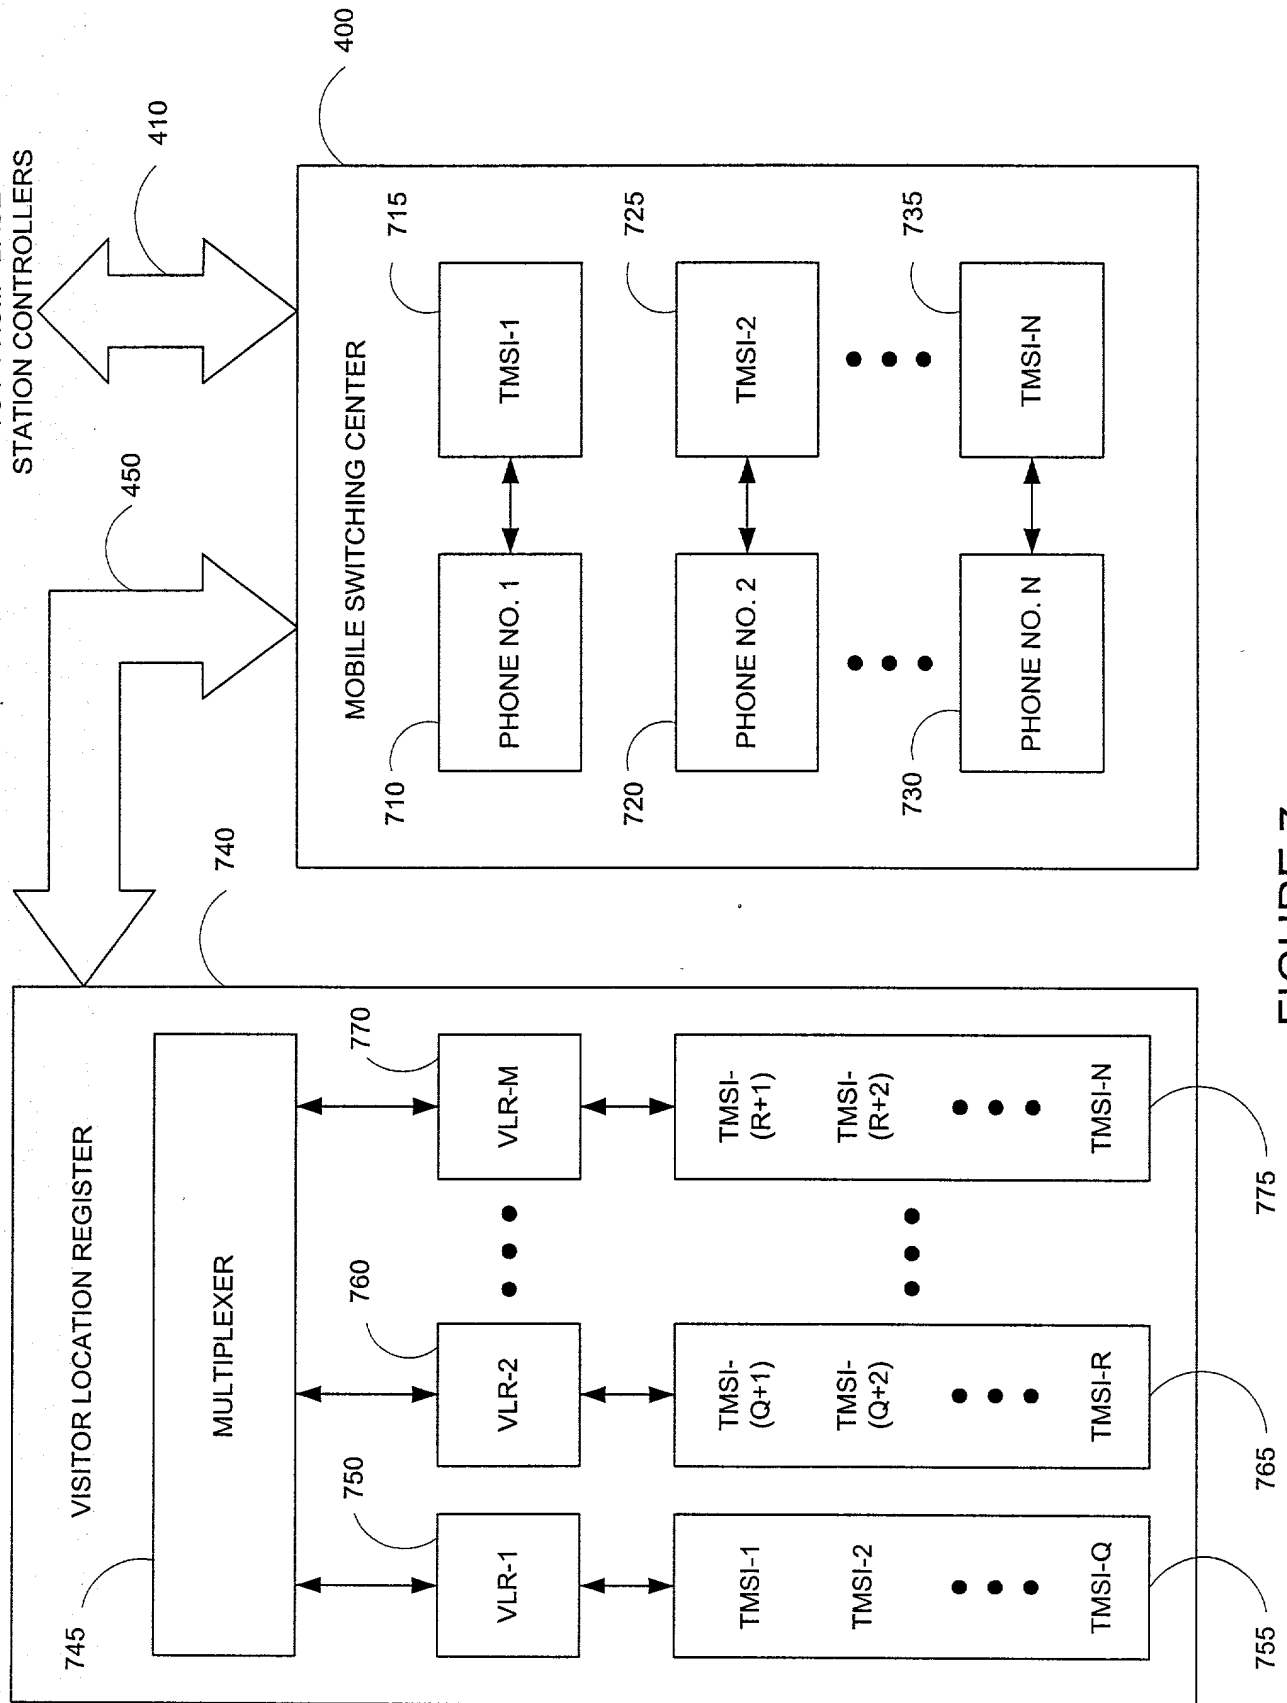 STATION CONTROLLERS
410
450
400
740
VISITOR LOCATION REGISTER
745
MULTIPLEXER
750
760
770
VLR-1
VLR-2
VLR-M
TMSI-1
TMSI-2
TMSI-Q
TMSI-
(Q+1)
TMSI-
(Q+2)
TMSI-R
TMSI-
(R+1)
TMSI-
(R+2)
TMSI-N
755
765
775
MOBILE SWITCHING CENTER
710
PHONE NO. 1
715
TMSI-1
720
PHONE NO. 2
725
TMSI-2
730
PHONE NO. N
735
TMSI-N